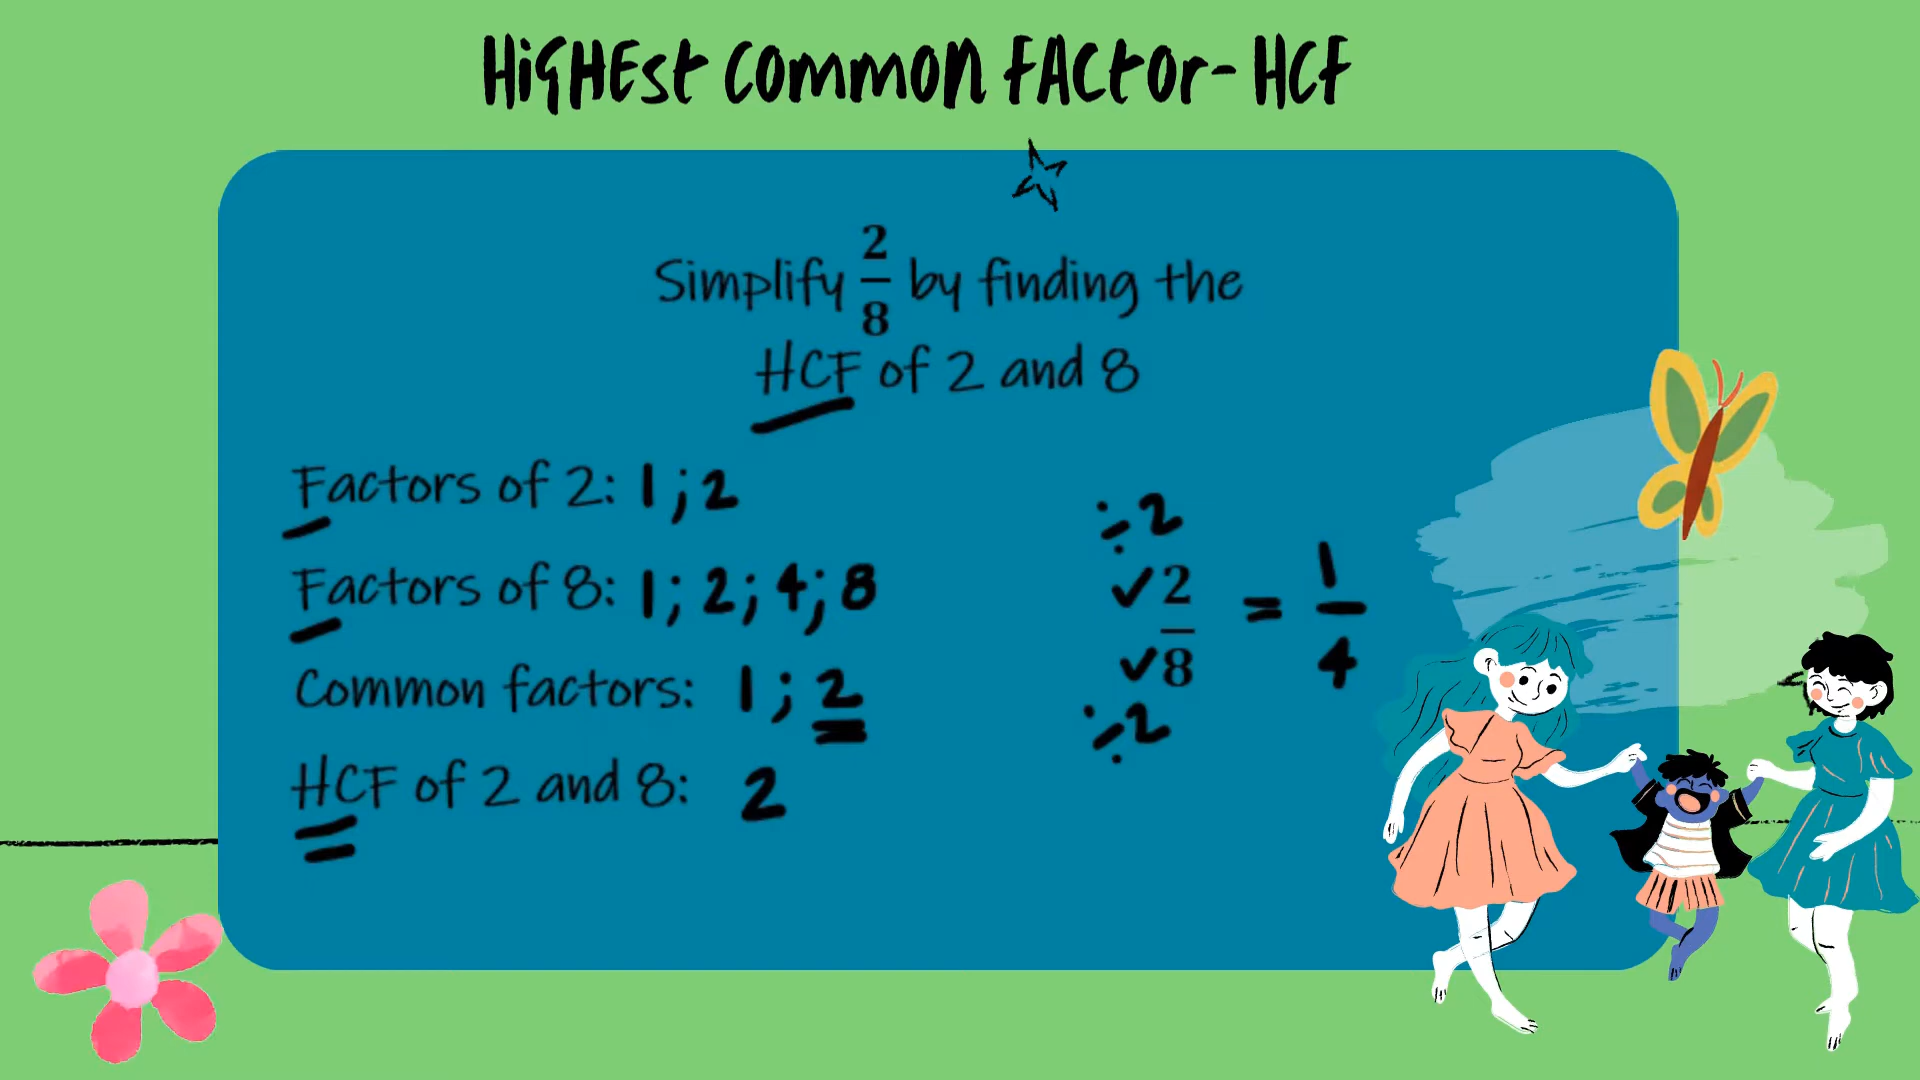 HiGHEst COmmON FACtOr- HCF
Simplify 2/8 by finding the
HCF of 2 and 8
Factors of 2: 1 ; 2
Factors of 8: 1 ; 2 ; 4 ; 8
Common factors: 1 ; 2
HCF of 2 and 8: 2
÷2
✓2
✓8
÷2
= 1/4